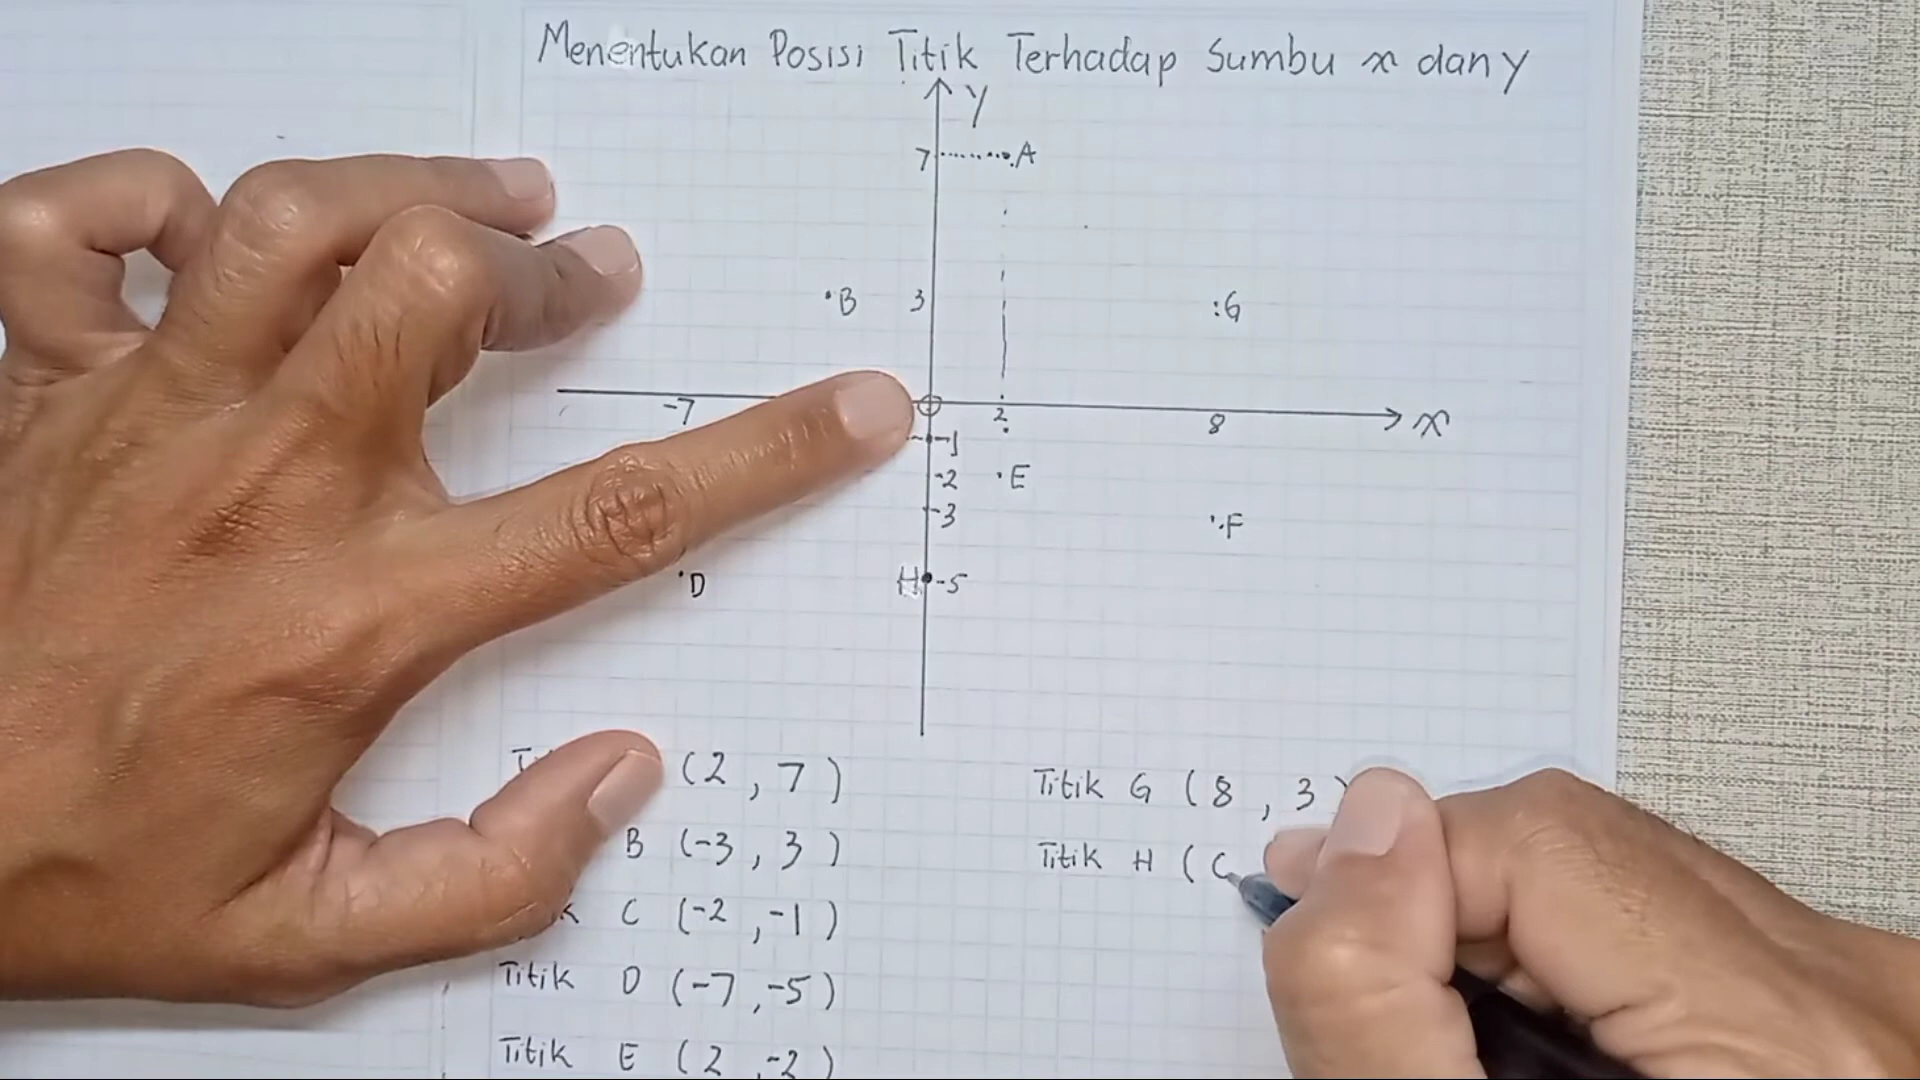 Menentukan Posisi Titik Terhadap Sumbu x dan y
Y
7 A
B 3 G
-7 2 8 x
-1
-2 E
-3 F
D H -5
(2, 7)
B (-3, 3)
C (-2, -1)
Titik D (-7, -5)
Titik E (2, -2)
Titik G (8, 3)
Titik H (